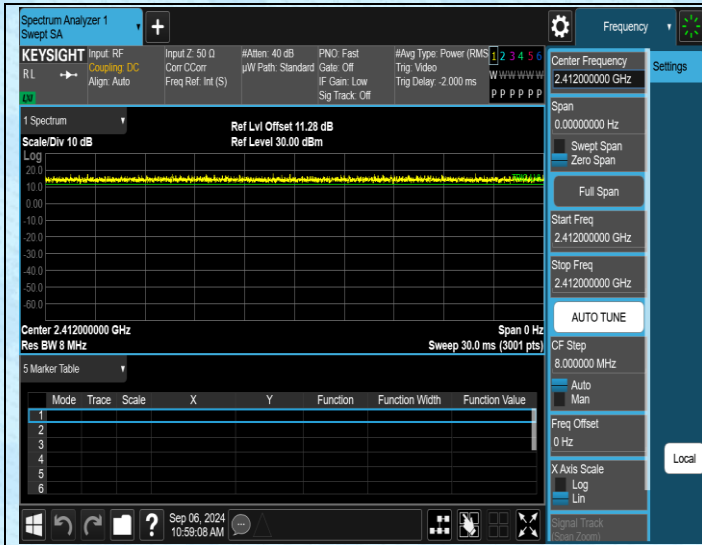 Spectrum Analyzer 1
Swept SA
Frequency
KEYSIGHT
R L
LXI
Input: RF
Coupling: DC
Align: Auto
Input Z: 50 Ω
Corr CCorr
Freq Ref: Int (S)
#Atten: 40 dB
µW Path: Standard
PNO: Fast
Gate: Off
IF Gain: Low
Sig Track: Off
#Avg Type: Power (RMS
Trig: Video
Trig Delay: -2.000 ms
1 2 3 4 5 6
W W W W W W
P P P P P P
1 Spectrum
Scale/Div 10 dB
Ref Lvl Offset 11.28 dB
Ref Level 30.00 dBm
Log
20.0
10.0
0.00
-10.0
-20.0
-30.0
-40.0
-50.0
-60.0
Center 2.412000000 GHz
Res BW 8 MHz
Span 0 Hz
Sweep 30.0 ms (3001 pts)
5 Marker Table
Mode Trace Scale X Y Function Function Width Function Value
1
2
3
4
5
6
Sep 06, 2024
10:59:08 AM
Center Frequency
2.412000000 GHz
Span
0.00000000 Hz
Swept Span
Zero Span
Full Span
Start Freq
2.412000000 GHz
Stop Freq
2.412000000 GHz
AUTO TUNE
CF Step
8.000000 MHz
Auto
Man
Freq Offset
0 Hz
X Axis Scale
Log
Lin
Signal Track
(Span Zoom)
Settings
Local